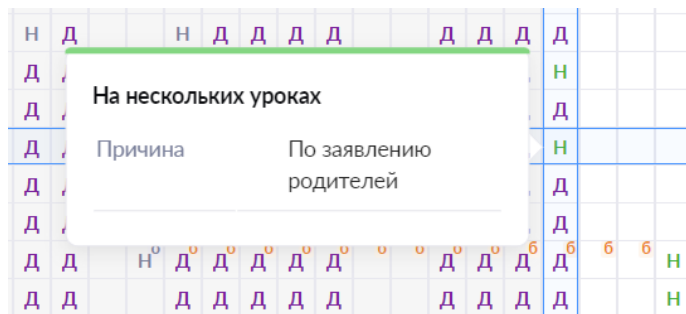 Н Д Н Д Д Д Д Д Д Д Д
Д Н
Д Д
Д Н
Д Д
Д Д
На нескольких уроках
Причина По заявлению
родителей
б б б б б б б б б б б б б
Д Д Н Д Д Д Д Д Д Д Д Д Н
Д Д Д Д Д Д Д Д Д Д Д Н